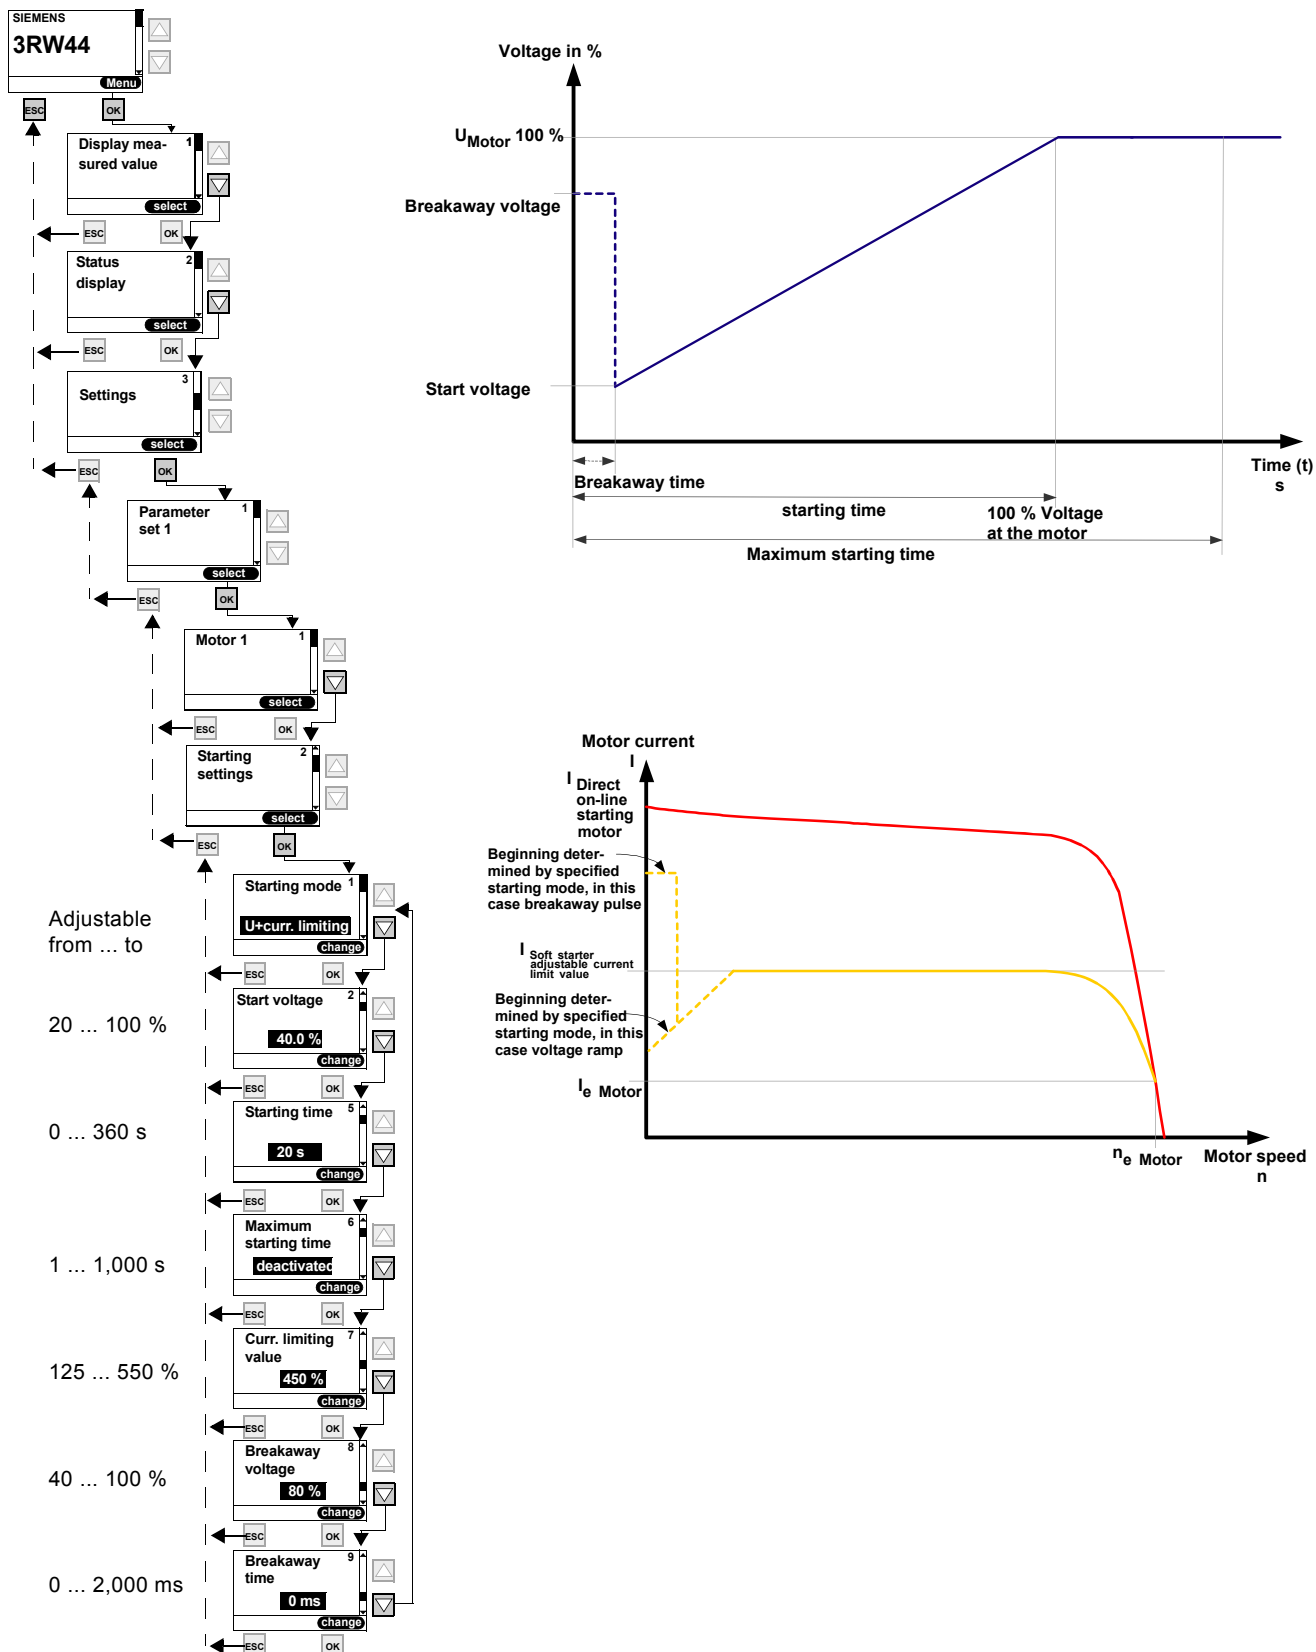 SIEMENS
3RW44
Menu
ESC
OK
Display mea-
sured value
1
select
ESC
OK
Status
display
2
select
ESC
OK
Settings
3
select
ESC
OK
Parameter
set 1
1
select
ESC
OK
Motor 1
1
select
ESC
OK
Starting
settings
2
select
ESC
OK
Adjustable
from ... to
Starting mode
1
U+curr. limiting
change
ESC
OK
20 ... 100 %
Start voltage
2
40.0 %
change
ESC
OK
0 ... 360 s
Starting time
5
20 s
change
ESC
OK
1 ... 1,000 s
Maximum
starting time
6
deactivated
change
ESC
OK
125 ... 550 %
Curr. limiting
value
7
450 %
change
ESC
OK
40 ... 100 %
Breakaway
voltage
8
80 %
change
ESC
OK
0 ... 2,000 ms
Breakaway
time
9
0 ms
change
ESC
OK
Voltage in %
UMotor 100 %
Breakaway voltage
Start voltage
Time (t)
s
Breakaway time
starting time
100 % Voltage
at the motor
Maximum starting time
Motor current
I
I Direct
on-line
starting
motor
Beginning deter-
mined by specified
starting mode, in this
case breakaway pulse
I Soft starter
adjustable current
limit value
Beginning deter-
mined by specified
starting mode, in this
case voltage ramp
Ie Motor
ne Motor
Motor speed
n